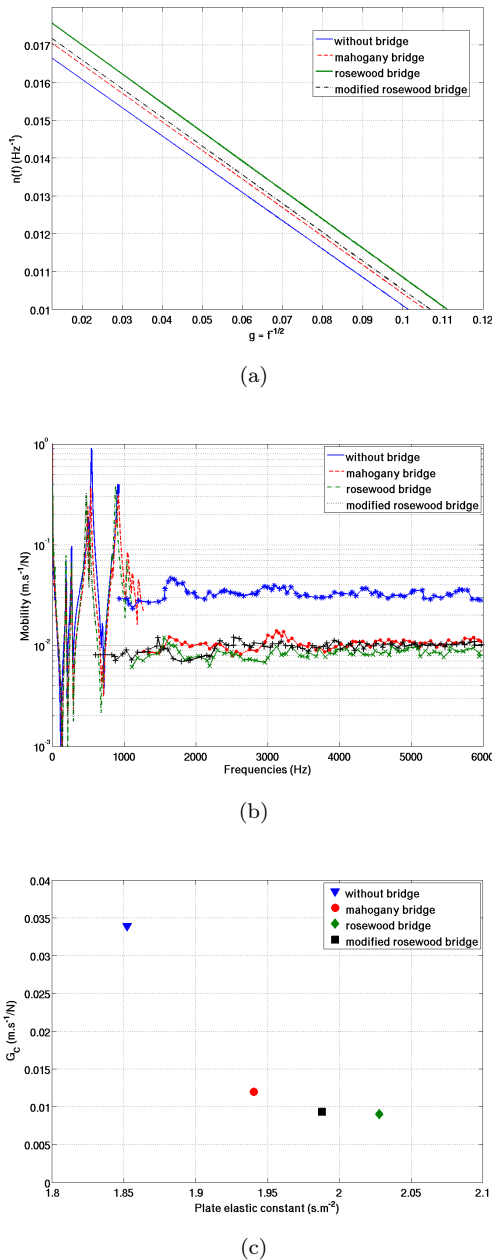 0.017
0.016
0.015
0.014
0.013
0.012
0.011
0.01
n(f) (Hz⁻¹)
without bridge
mahogany bridge
rosewood bridge
modified rosewood bridge
0.02 0.03 0.04 0.05 0.06 0.07 0.08 0.09 0.1 0.11 0.12
g = f⁻¹/²
(a)
10⁰
10⁻¹
10⁻²
10⁻³
Mobility (m.s⁻¹/N)
without bridge
mahogany bridge
rosewood bridge
modified rosewood bridge
0 1000 2000 3000 4000 5000 6000
Frequencies (Hz)
(b)
0.04
0.035
0.03
0.025
0.02
0.015
0.01
0.005
0
G_C (m.s⁻¹/N)
without bridge
mahogany bridge
rosewood bridge
modified rosewood bridge
1.8 1.85 1.9 1.95 2 2.05 2.1
Plate elastic constant (s.m⁻²)
(c)